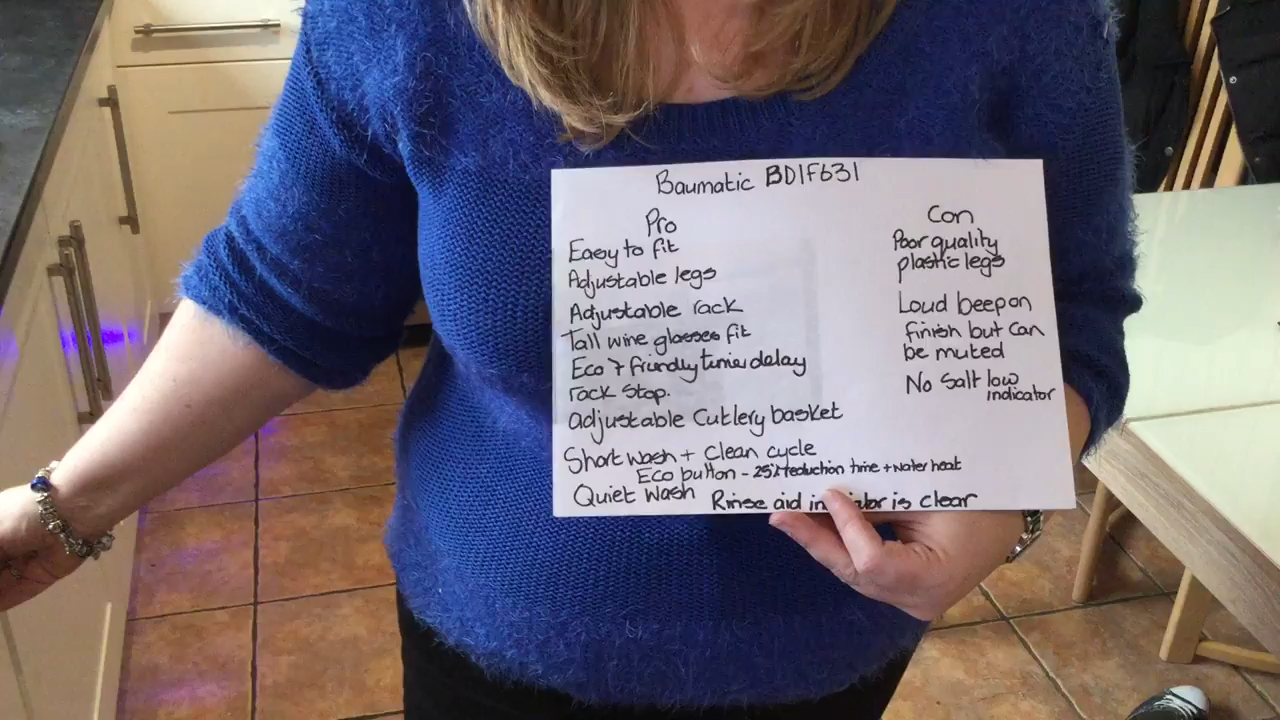 Baumatic BDIF631
Pro
Easy to fit
Adjustable legs
Adjustable rack
Tall wine glasses fit
Eco friendly time delay
rack stop.
adjustable Cutlery basket
Short wash + Clean cycle
Eco button - 25% reduction time + water heat
Quiet Wash
Rinse aid is clear
Con
Poor quality
plastic legs
Loud beep on
finish but can
be muted
No Salt low
indicator